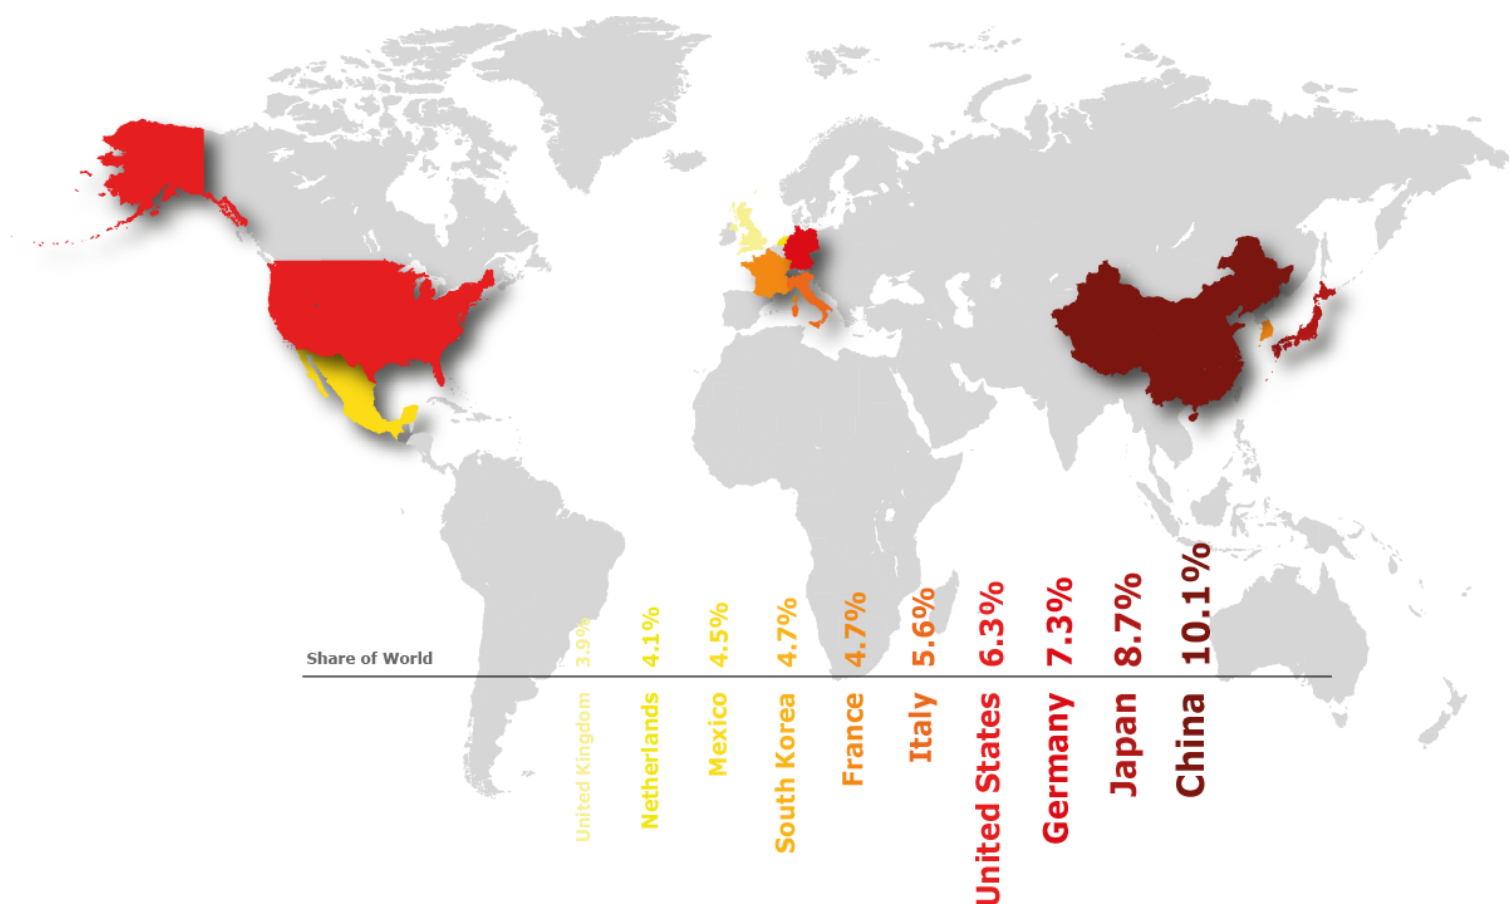 Share of World
3.9%
4.1%
4.5%
4.7%
4.7%
5.6%
6.3%
7.3%
8.7%
10.1%
United Kingdom
Netherlands
Mexico
South Korea
France
Italy
United States
Germany
Japan
China